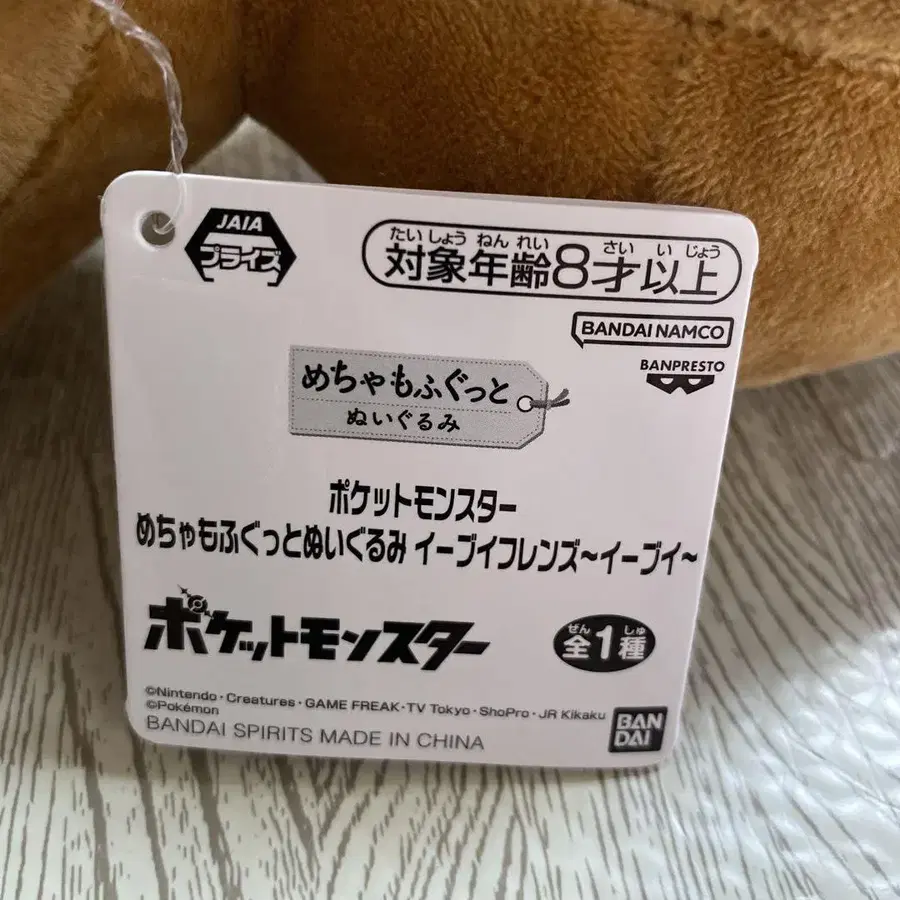 JAIA
プライズ
たいしょう ねん れい さい い じょう
対象年齢8才以上
BANDAI NAMCO
BANPRESTO
めちゃもふぐっと
ぬいぐるみ
ポケットモンスター
めちゃもふぐっとぬいぐるみ イーブイフレンズ~イーブイ~
ポケットモンスター
ぜん しゅ
全1種
©Nintendo・Creatures・GAME FREAK・TV Tokyo・ShoPro・JR Kikaku
©Pokémon
BANDAI SPIRITS MADE IN CHINA
BAN
DAI